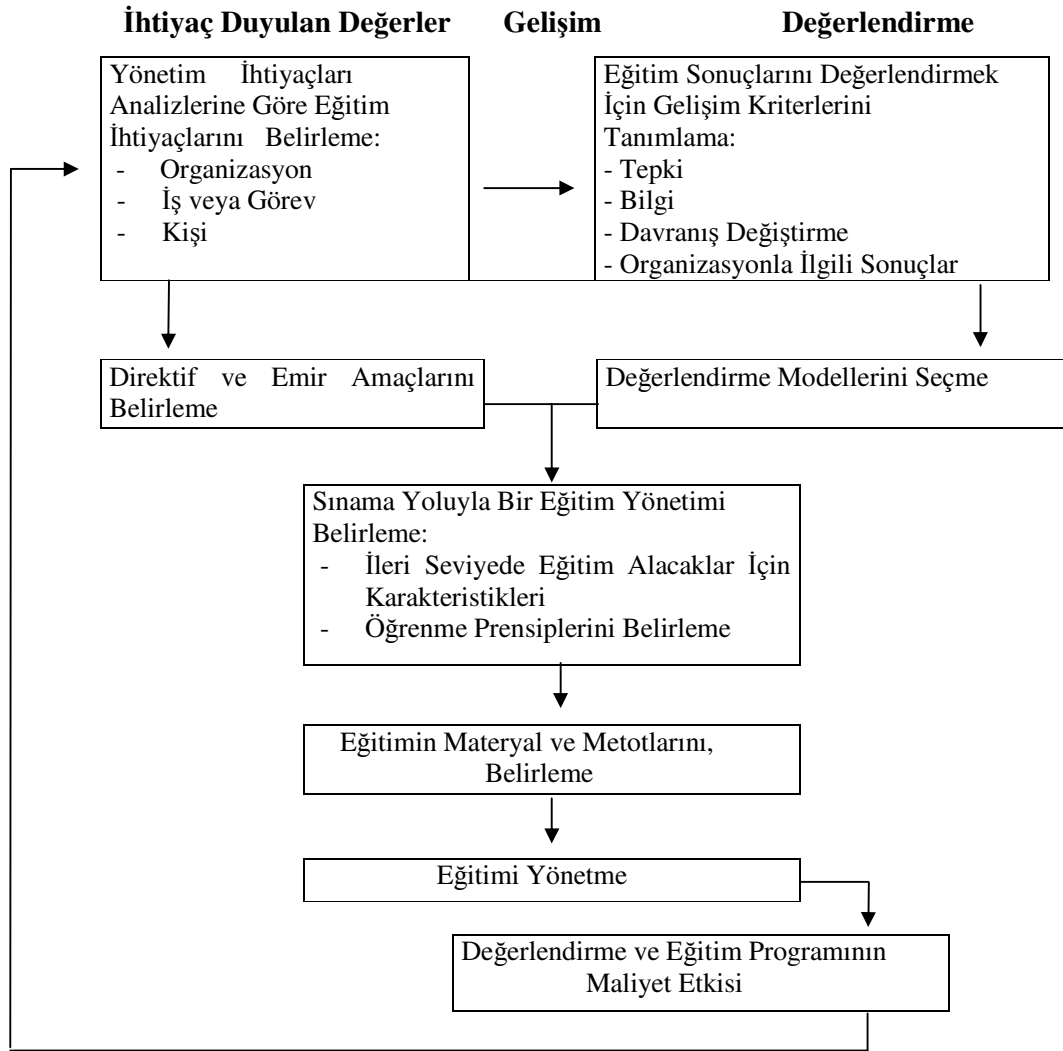 İhtiyaç Duyulan Değerler Gelişim Değerlendirme
Yönetim İhtiyaçları
Analizlerine Göre Eğitim
İhtiyaçlarını Belirleme:
- Organizasyon
- İş veya Görev
- Kişi
Eğitim Sonuçlarını Değerlendirmek
İçin Gelişim Kriterlerini
Tanımlama:
- Tepki
- Bilgi
- Davranış Değiştirme
- Organizasyonla İlgili Sonuçlar
Direktif ve Emir Amaçlarını
Belirleme
Değerlendirme Modellerini Seçme
Sınama Yoluyla Bir Eğitim Yönetimi
Belirleme:
- İleri Seviyede Eğitim Alacaklar İçin
Karakteristikleri
- Öğrenme Prensiplerini Belirleme
Eğitimin Materyal ve Metotlarını,
Belirleme
Eğitimi Yönetme
Değerlendirme ve Eğitim Programının
Maliyet Etkisi